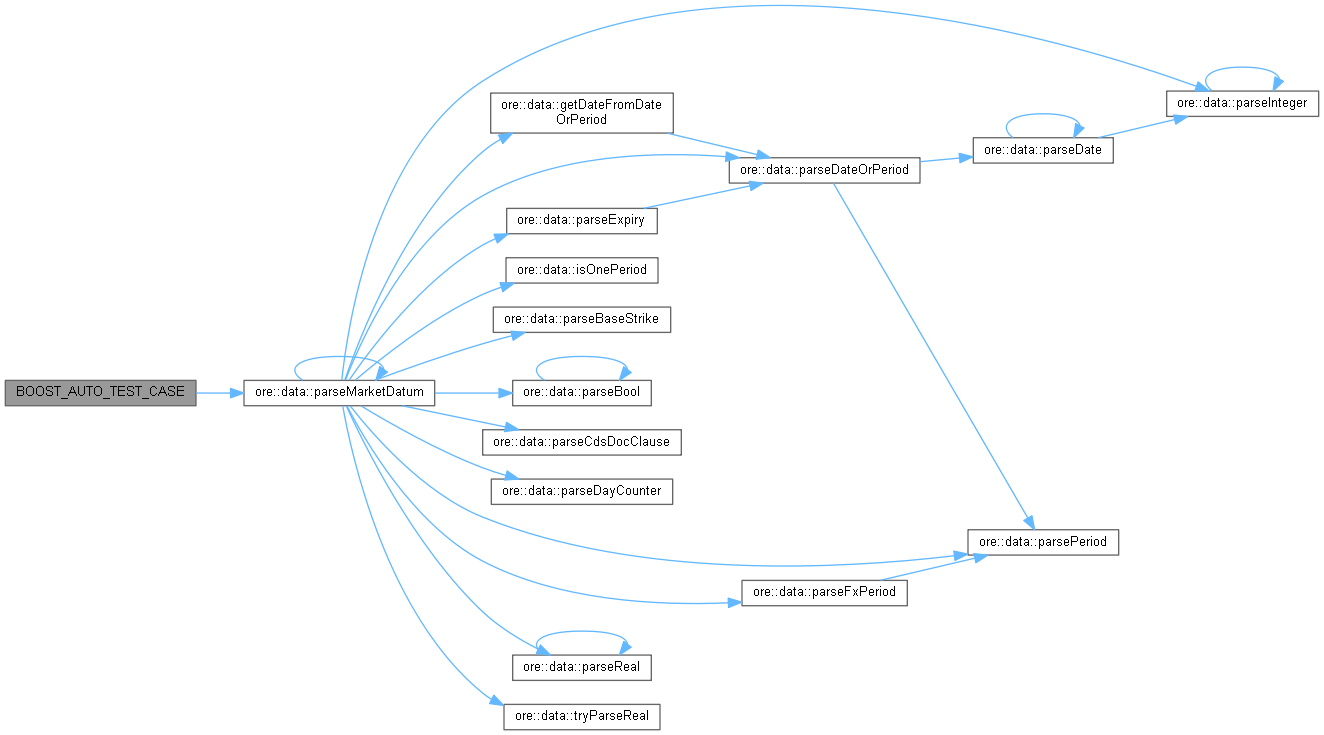 ore::data::parseInteger
ore::data::getDateFromDate
OrPeriod
ore::data::parseDate
ore::data::parseDateOrPeriod
ore::data::parseExpiry
ore::data::isOnePeriod
ore::data::parseBaseStrike
BOOST_AUTO_TEST_CASE
ore::data::parseMarketDatum
ore::data::parseBool
ore::data::parseCdsDocClause
ore::data::parseDayCounter
ore::data::parsePeriod
ore::data::parseFxPeriod
ore::data::parseReal
ore::data::tryParseReal